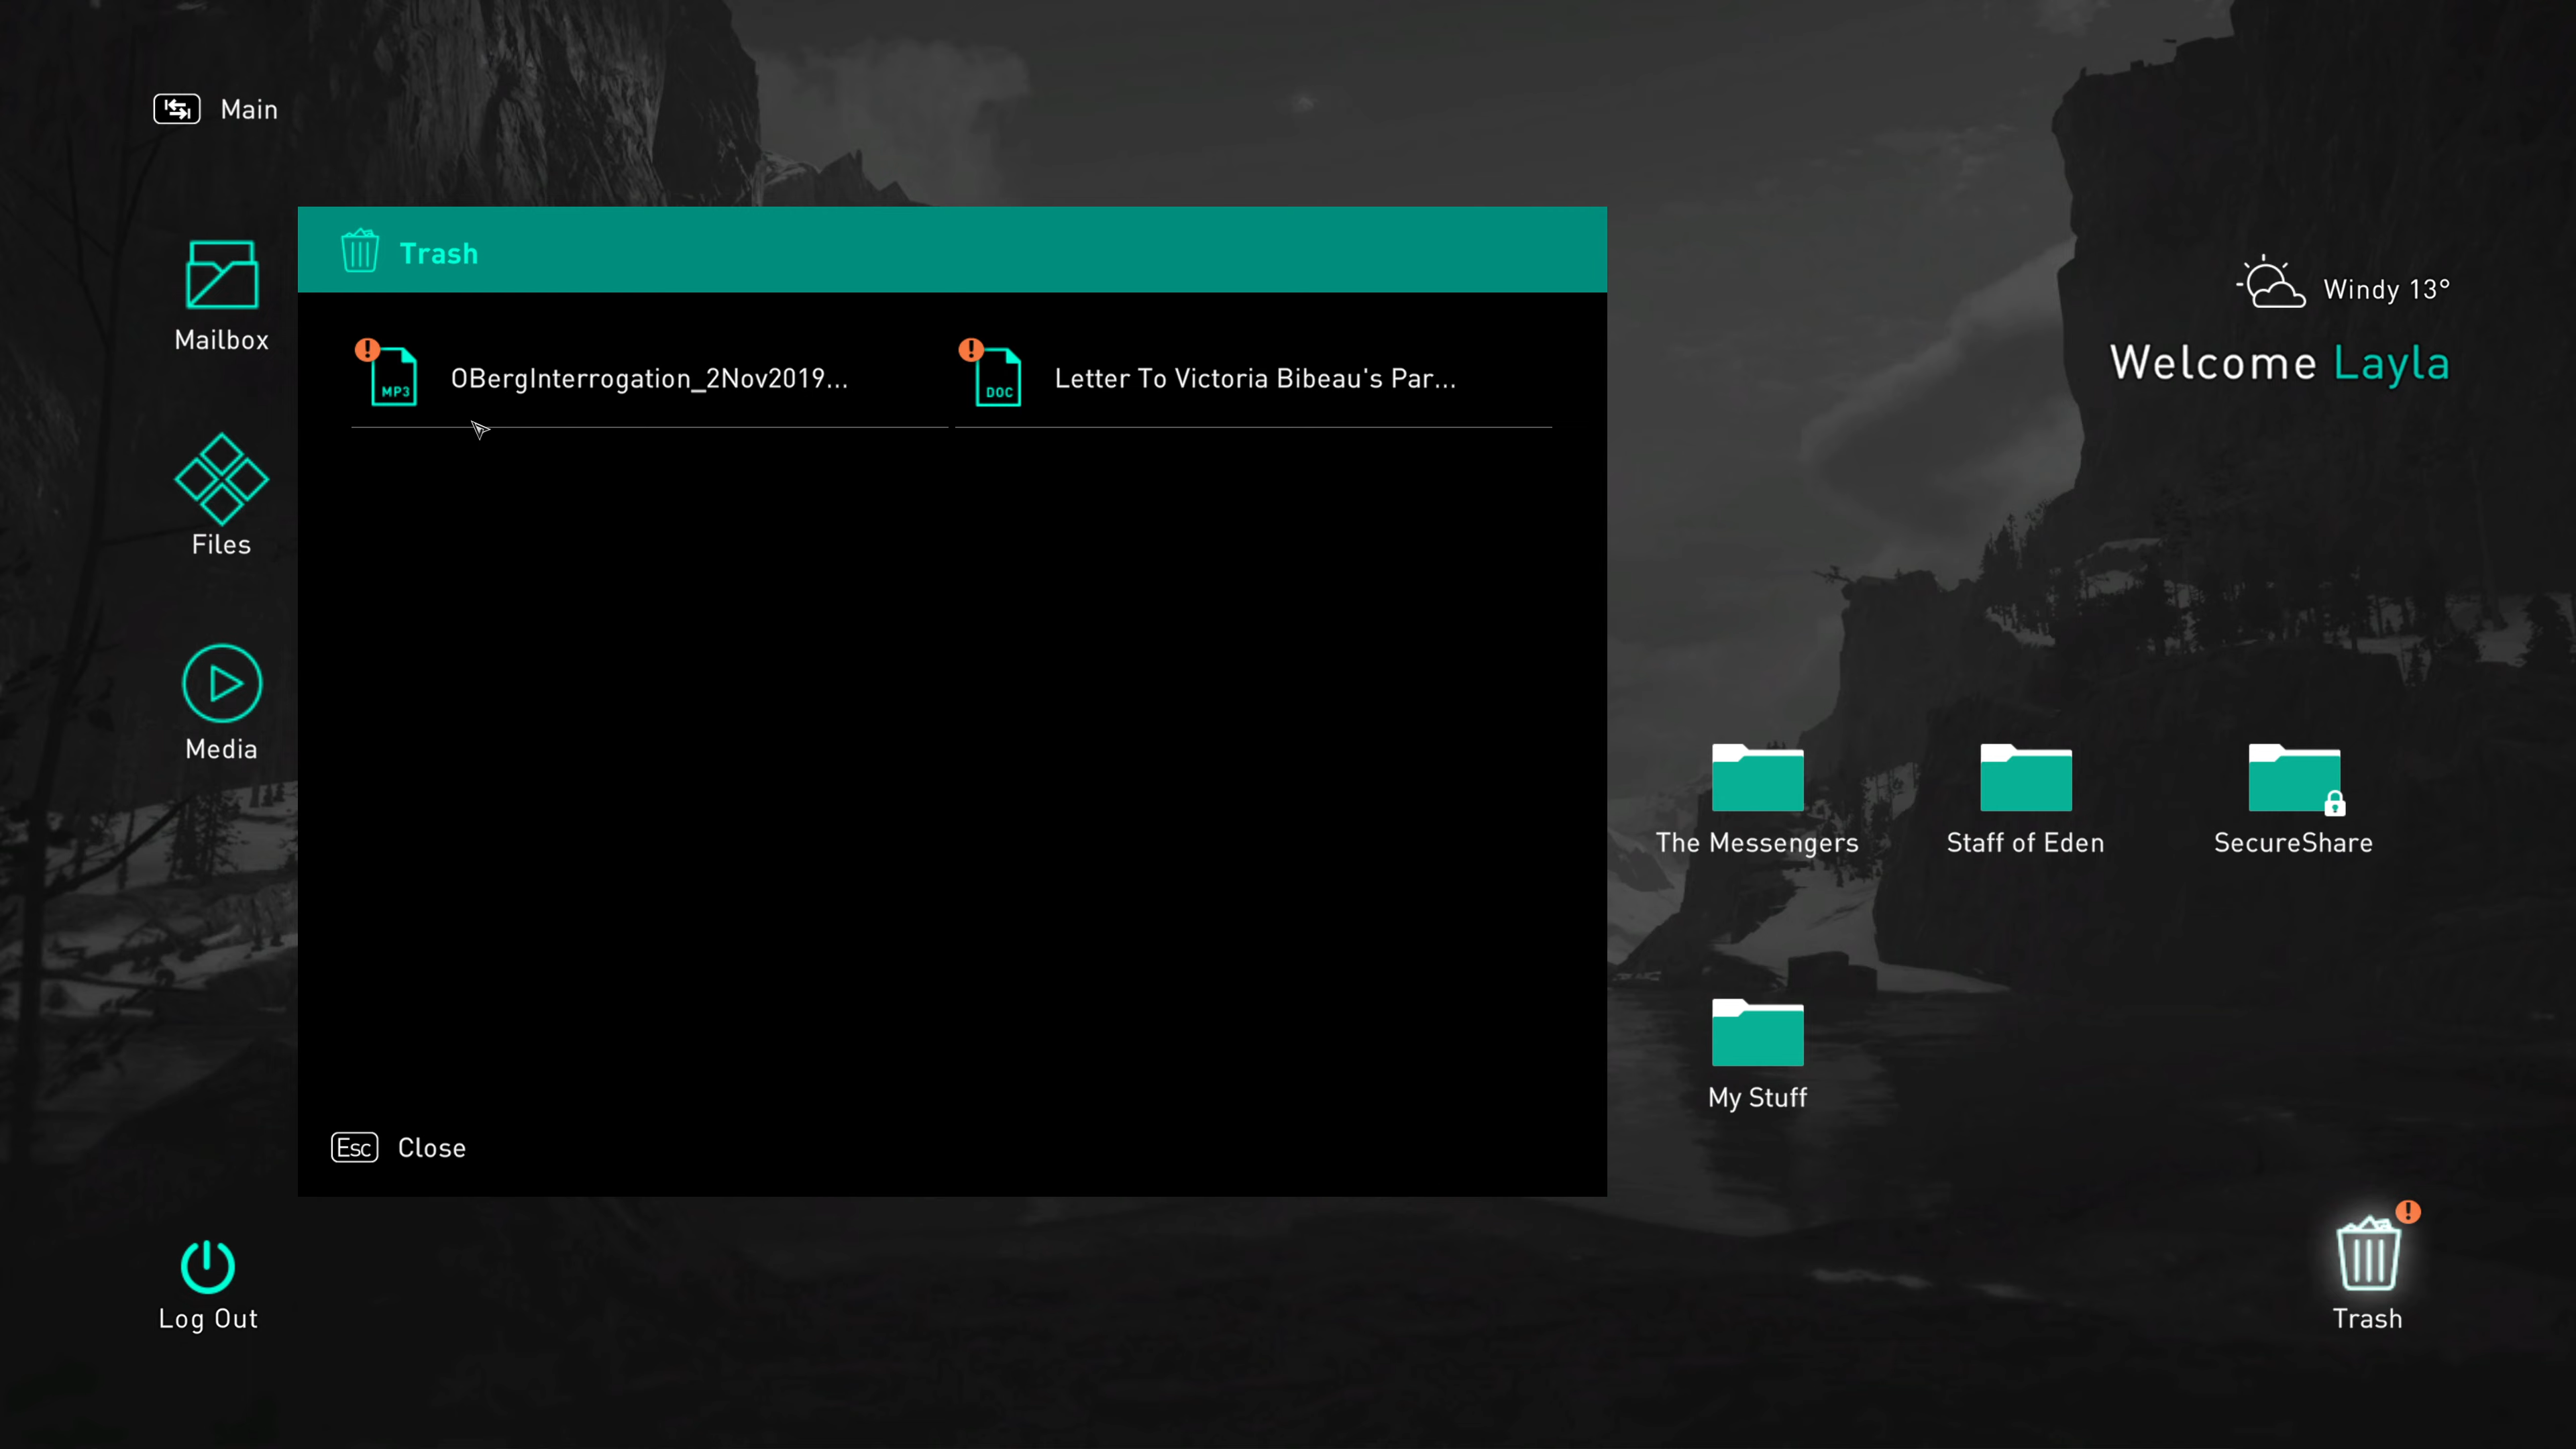 Main
Trash
Mailbox
Files
Media
MP3
OBergInterrogation_2Nov2019...
DOC
Letter To Victoria Bibeau's Par...
Esc Close
Log Out
Windy 13°
Welcome Layla
The Messengers
Staff of Eden
SecureShare
My Stuff
Trash